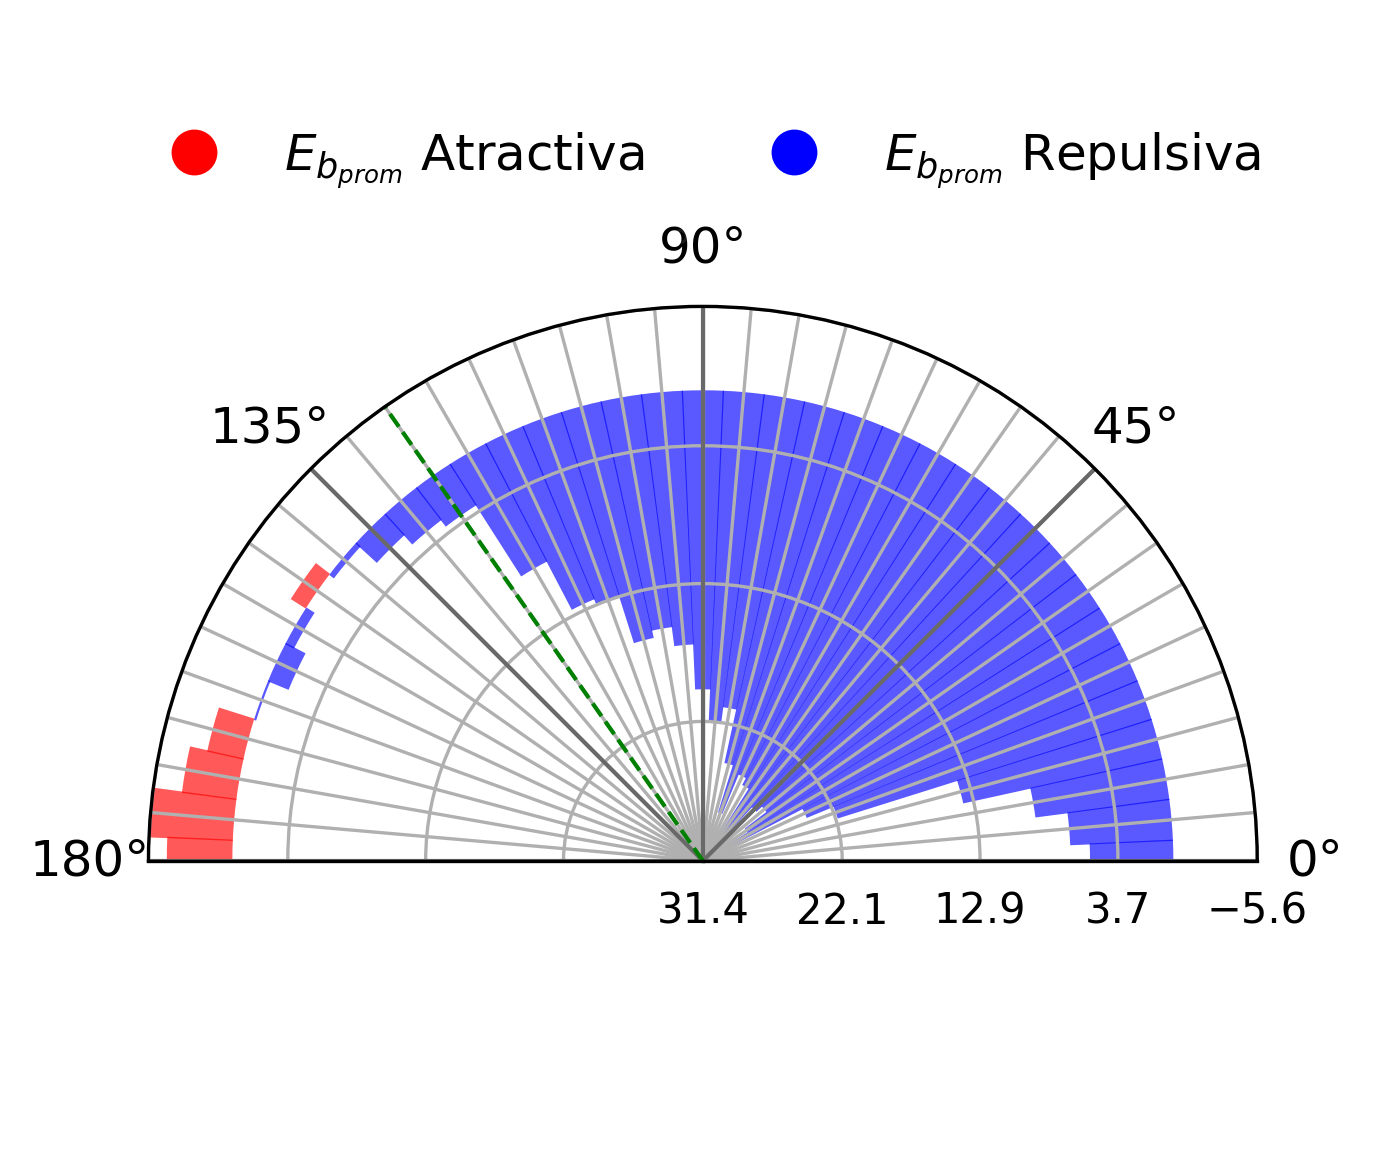 E_b_prom Atractiva E_b_prom Repulsiva
90°
135° 45°
180° 0°
31.4 22.1 12.9 3.7 −5.6